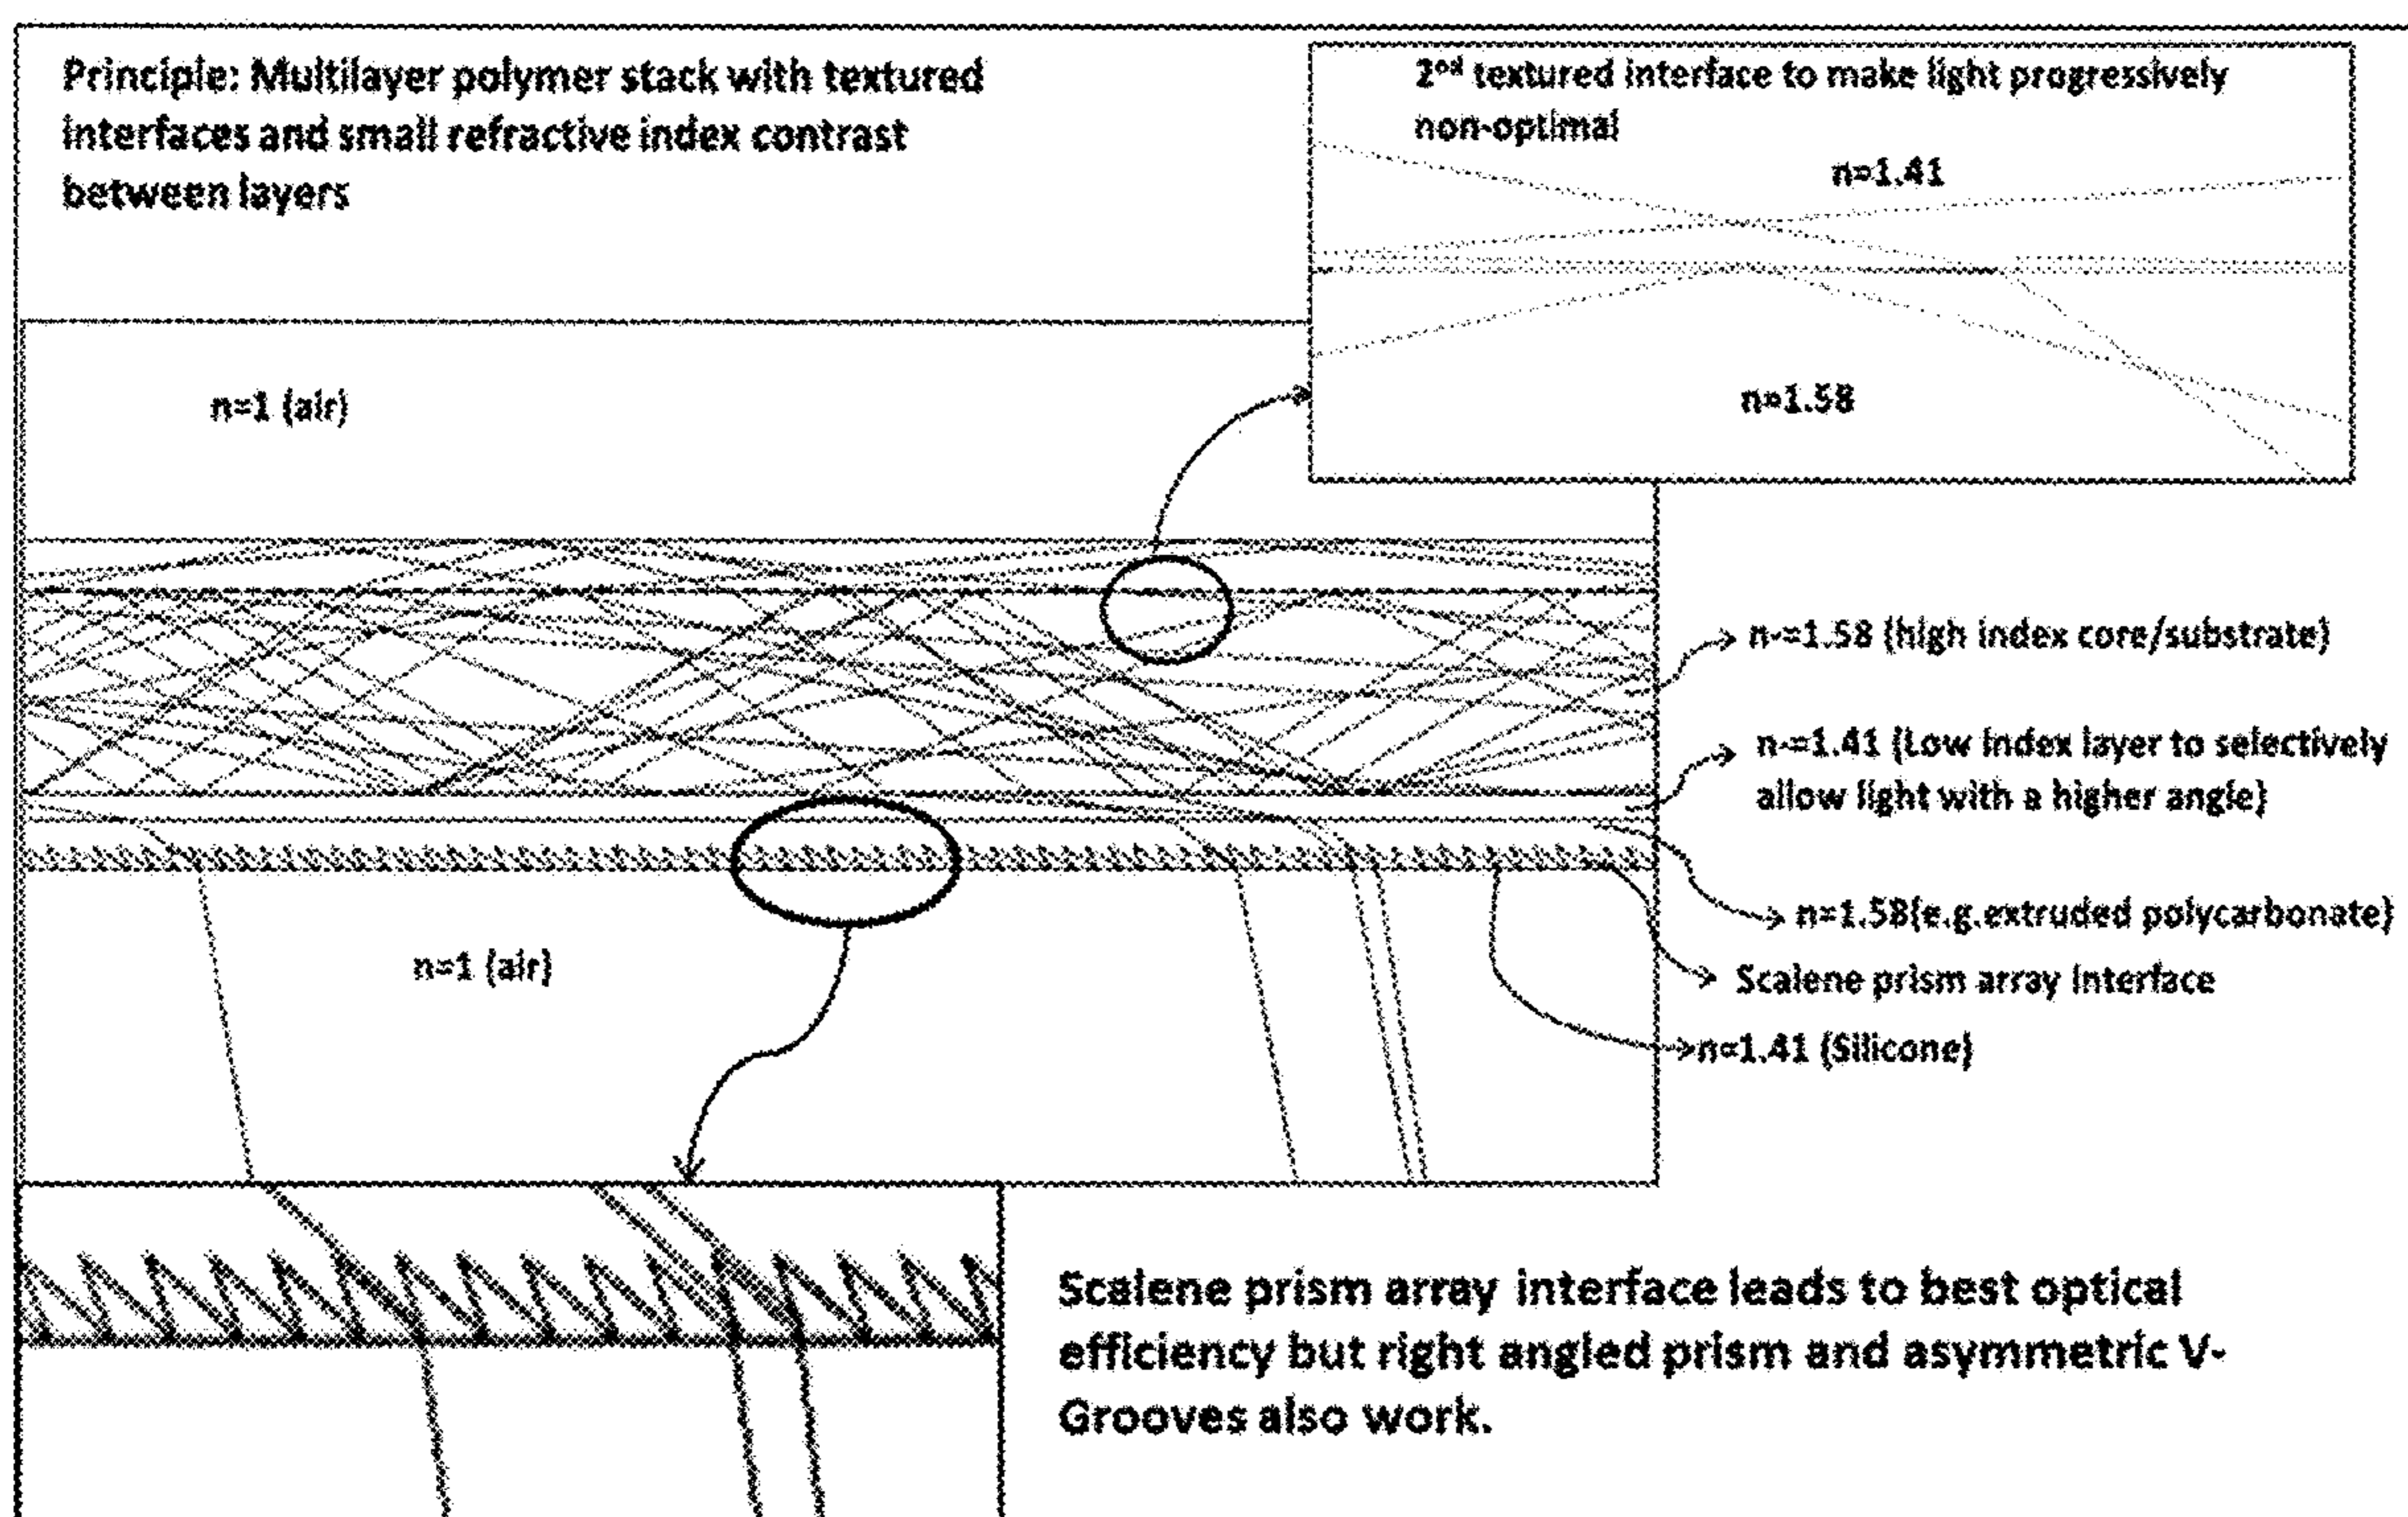 Principle: Multilayer polymer stack with textured
interfaces and small refractive index contrast
between layers
2nd textured interface to make light progressively
non-optimal
n=1.41
n=1.58
n=1 (air)
n~=1.58 (high index core/substrate)
n~=1.41 (Low index layer to selectively
allow light with a higher angle)
n=1.58(e.g.extruded polycarbonate)
n=1 (air)
Scalene prism array interface
n=1.41 (Silicone)
Scalene prism array interface leads to best optical
efficiency but right angled prism and asymmetric V-
Grooves also work.